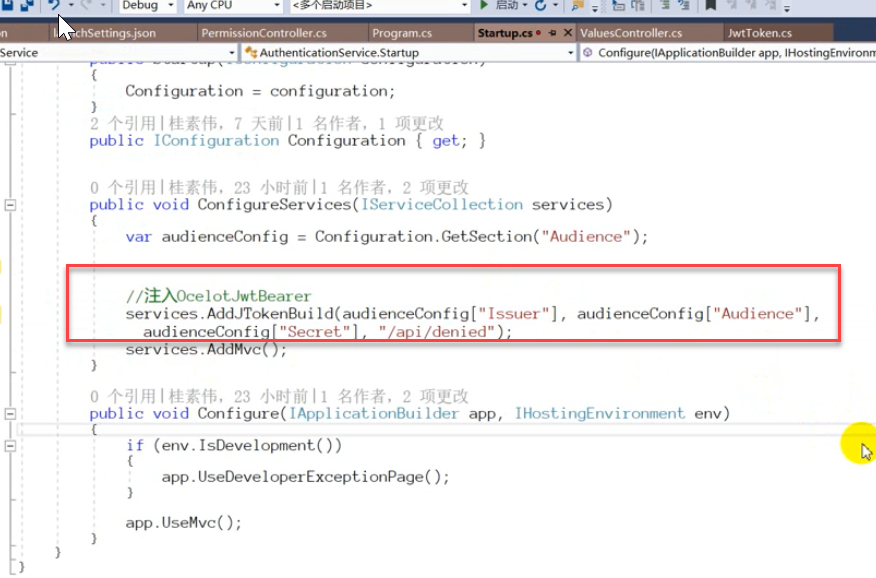 Debug Any CPU <多个启动项目> 启动
chSettings.json PermissionController.cs Program.cs Startup.cs ValuesController.cs JwtToken.cs
Service AuthenticationService.Startup Configure(IApplicationBuilder app, IHostingEnvironm
public Startup(IConfiguration configuration)
{
Configuration = configuration;
}
2 个引用|桂素伟, 7 天前|1 名作者, 1 项更改
public IConfiguration Configuration { get; }
0 个引用|桂素伟, 23 小时前|1 名作者, 2 项更改
public void ConfigureServices(IServiceCollection services)
{
var audienceConfig = Configuration.GetSection("Audience");
//注入OcelotJwtBearer
services.AddJTokenBuild(audienceConfig["Issuer"], audienceConfig["Audience"],
audienceConfig["Secret"], "/api/denied");
services.AddMvc();
}
0 个引用|桂素伟, 23 小时前|1 名作者, 2 项更改
public void Configure(IApplicationBuilder app, IHostingEnvironment env)
{
if (env.IsDevelopment())
{
app.UseDeveloperExceptionPage();
}
app.UseMvc();
}
}
}